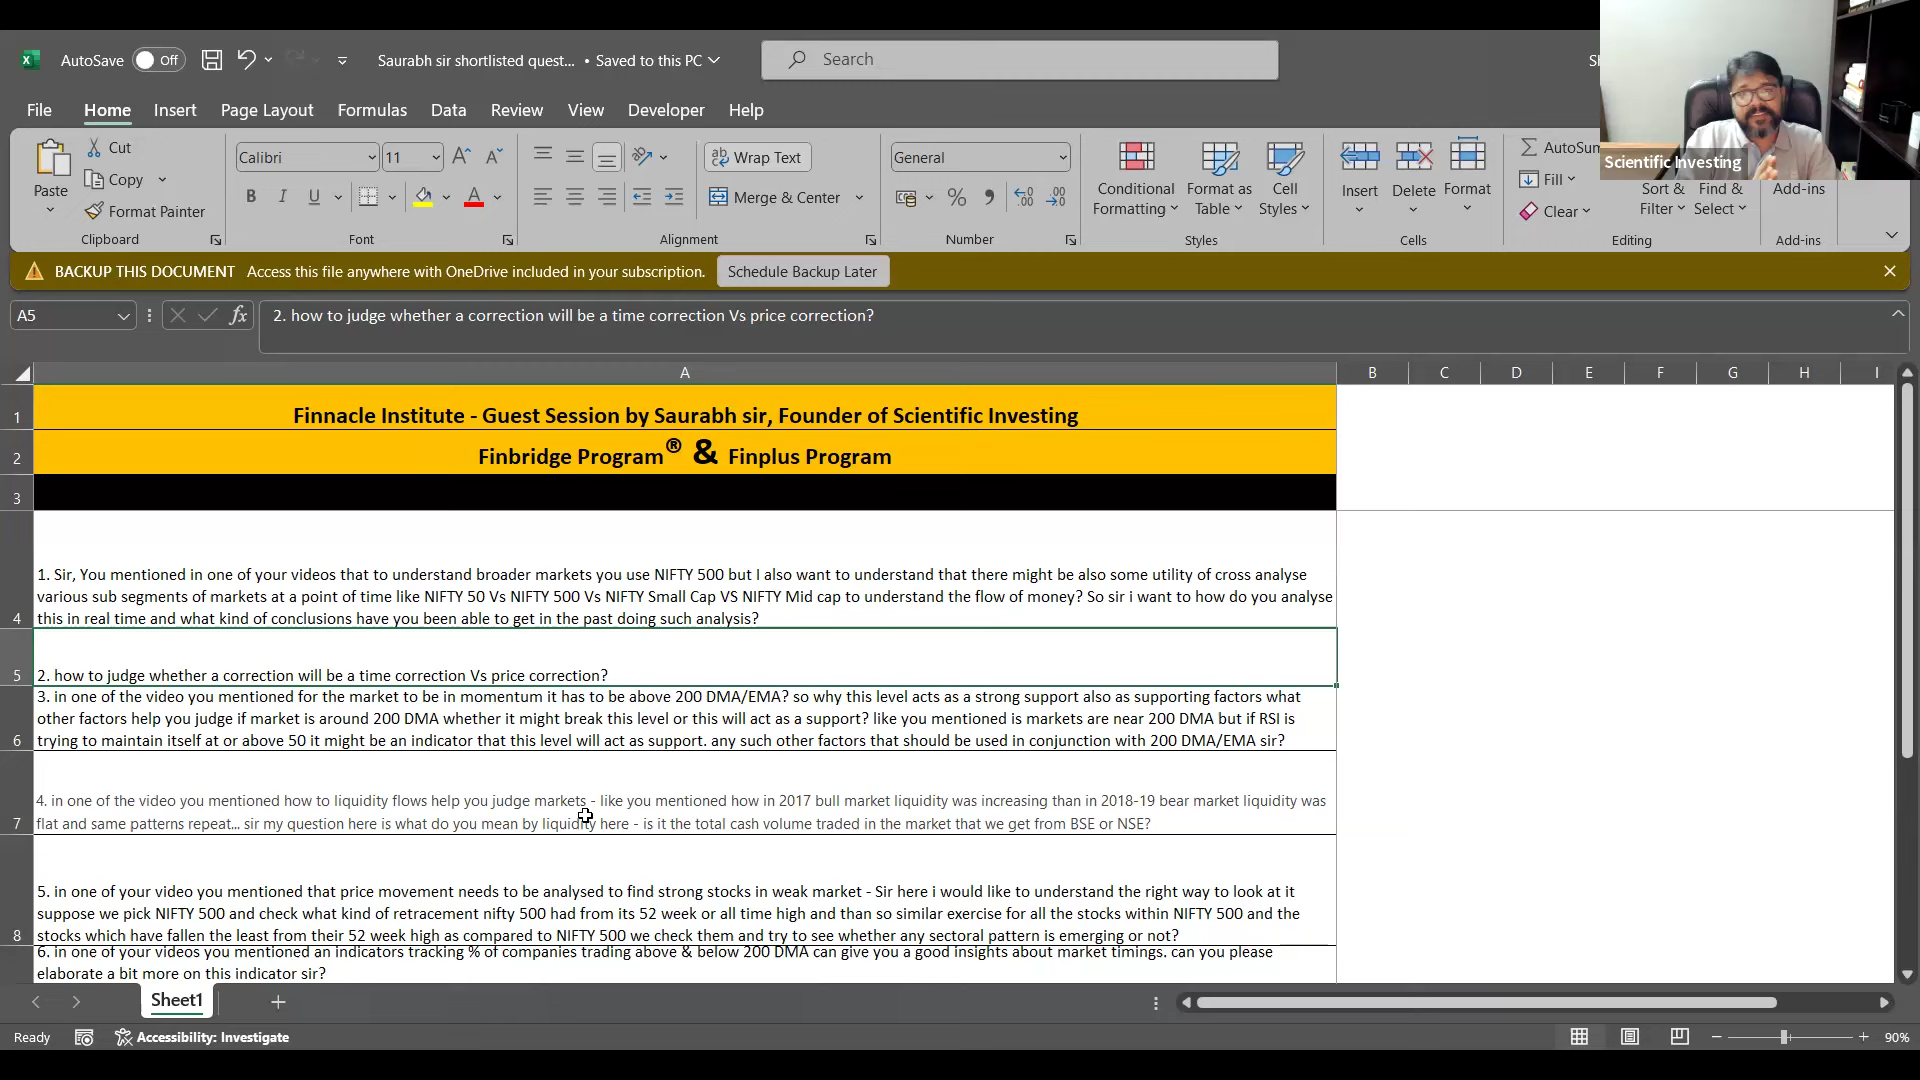 AutoSave Off Saurabh sir shortlisted quest... • Saved to this PC Search
File Home Insert Page Layout Formulas Data Review View Developer Help
Paste Cut Copy Format Painter Clipboard
Calibri 11 B I U Font
Wrap Text Merge & Center Alignment
General Number
Conditional Formatting Format as Table Cell Styles Styles
Insert Delete Format Cells
Fill Clear Sort & Filter Find & Select Editing
Add-ins Add-ins
Scientific Investing
BACKUP THIS DOCUMENT Access this file anywhere with OneDrive included in your subscription. Schedule Backup Later
A5 fx 2. how to judge whether a correction will be a time correction Vs price correction?
A B C D E F G H I
1 Finnacle Institute - Guest Session by Saurabh sir, Founder of Scientific Investing
2 Finbridge Program® & Finplus Program
3
1. Sir, You mentioned in one of your videos that to understand broader markets you use NIFTY 500 but I also want to understand that there might be also some utility of cross analyse
various sub segments of markets at a point of time like NIFTY 50 Vs NIFTY 500 Vs NIFTY Small Cap VS NIFTY Mid cap to understand the flow of money? So sir i want to how do you analyse
4 this in real time and what kind of conclusions have you been able to get in the past doing such analysis?
5 2. how to judge whether a correction will be a time correction Vs price correction?
3. in one of the video you mentioned for the market to be in momentum it has to be above 200 DMA/EMA? so why this level acts as a strong support also as supporting factors what
other factors help you judge if market is around 200 DMA whether it might break this level or this will act as a support? like you mentioned is markets are near 200 DMA but if RSI is
6 trying to maintain itself at or above 50 it might be an indicator that this level will act as support. any such other factors that should be used in conjunction with 200 DMA/EMA sir?
4. in one of the video you mentioned how to liquidity flows help you judge markets - like you mentioned how in 2017 bull market liquidity was increasing than in 2018-19 bear market liquidity was
7 flat and same patterns repeat... sir my question here is what do you mean by liquidity here - is it the total cash volume traded in the market that we get from BSE or NSE?
5. in one of your video you mentioned that price movement needs to be analysed to find strong stocks in weak market - Sir here i would like to understand the right way to look at it
suppose we pick NIFTY 500 and check what kind of retracement nifty 500 had from its 52 week or all time high and than so similar exercise for all the stocks within NIFTY 500 and the
8 stocks which have fallen the least from their 52 week high as compared to NIFTY 500 we check them and try to see whether any sectoral pattern is emerging or not?
6. in one of your videos you mentioned an indicators tracking % of companies trading above & below 200 DMA can give you a good insights about market timings. can you please
elaborate a bit more on this indicator sir?
Sheet1
Ready Accessibility: Investigate 90%